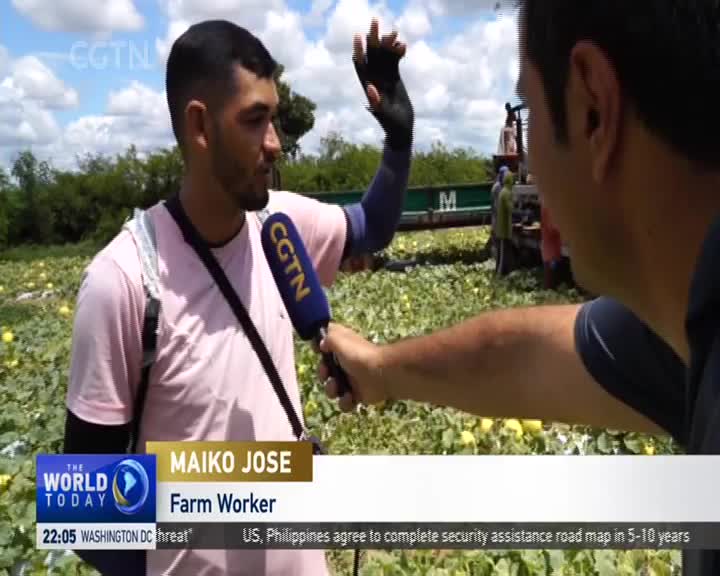 CGTN
CGTN
M
MAIKO JOSE
THE
WORLD
TODAY
Farm Worker
22:05 WASHINGTON DC
threat* US, Philippines agree to complete security assistance road map in 5-10 years